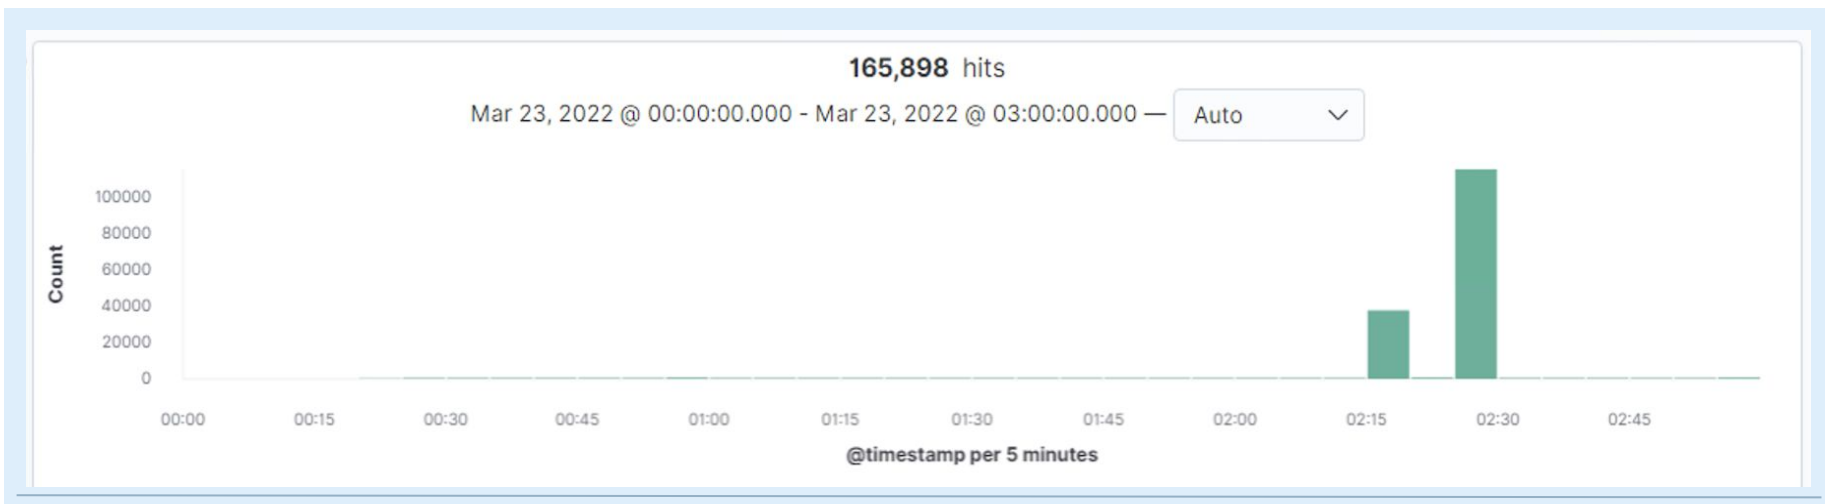 165,898 hits
Mar 23, 2022 @ 00:00:00.000 - Mar 23, 2022 @ 03:00:00.000 — Auto
100000
80000
60000
40000
20000
0
Count
00:00 00:15 00:30 00:45 01:00 01:15 01:30 01:45 02:00 02:15 02:30 02:45
@timestamp per 5 minutes